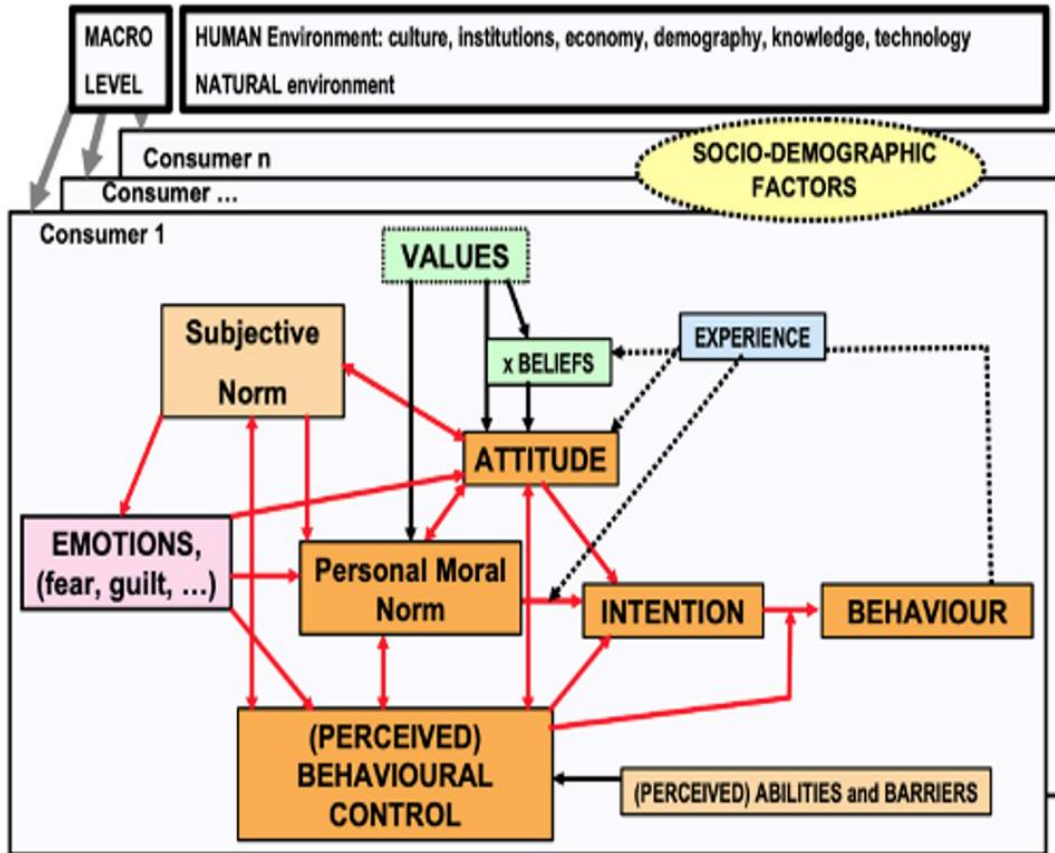 MACRO
LEVEL
HUMAN Environment: culture, institutions, economy, demography, knowledge, technology
NATURAL environment
Consumer n
SOCIO-DEMOGRAPHIC
FACTORS
Consumer ...
Consumer 1
VALUES
Subjective
Norm
EXPERIENCE
x BELIEFS
ATTITUDE
EMOTIONS,
(fear, guilt, ...)
Personal Moral
Norm
INTENTION
BEHAVIOUR
(PERCEIVED)
BEHAVIOURAL
CONTROL
(PERCEIVED) ABILITIES and BARRIERS